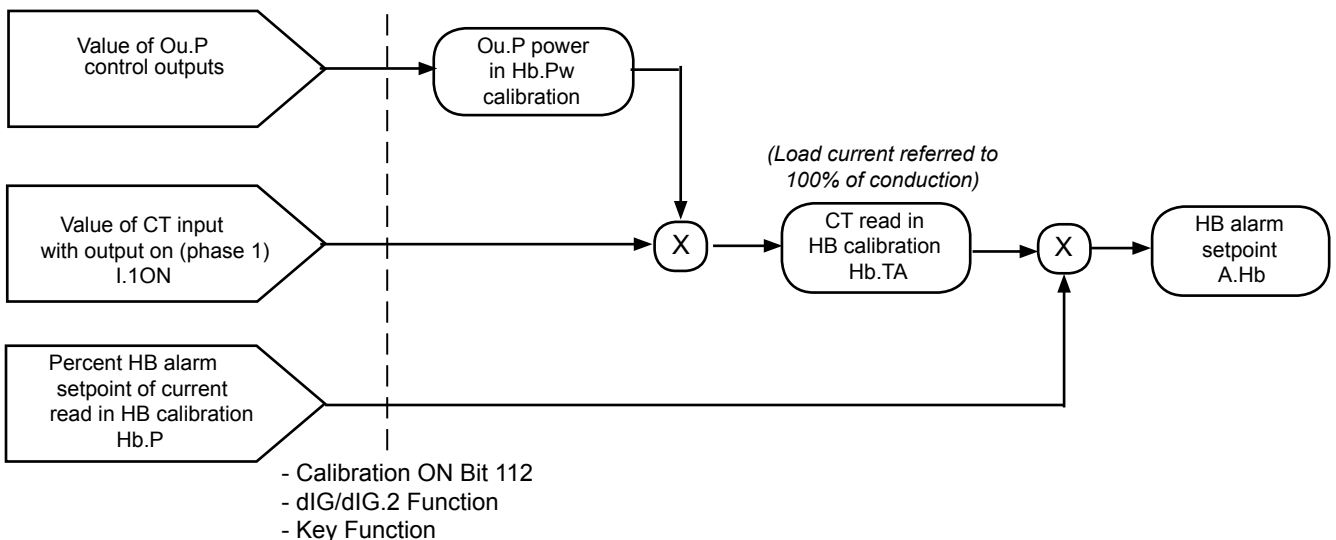 Value of Ou.P
control outputs
Ou.P power
in Hb.Pw
calibration
(Load current referred to
100% of conduction)
Value of CT input
with output on (phase 1)
I.1ON
X
CT read in
HB calibration
Hb.TA
X
HB alarm
setpoint
A.Hb
Percent HB alarm
setpoint of current
read in HB calibration
Hb.P
- Calibration ON Bit 112
- dIG/dIG.2 Function
- Key Function